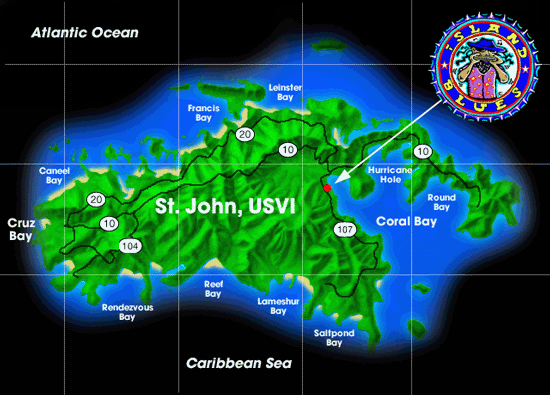 Atlantic Ocean
ISLAND
BLUES
Leinster
Bay
Francis
Bay
20
10
10
Caneel
Bay
Hurricane
Hole
20
Round
Bay
St. John, USVI
Coral Bay
Cruz
Bay
10
107
104
Reef
Bay
Lameshur
Bay
Rendezvous
Bay
Saltpond
Bay
Caribbean Sea